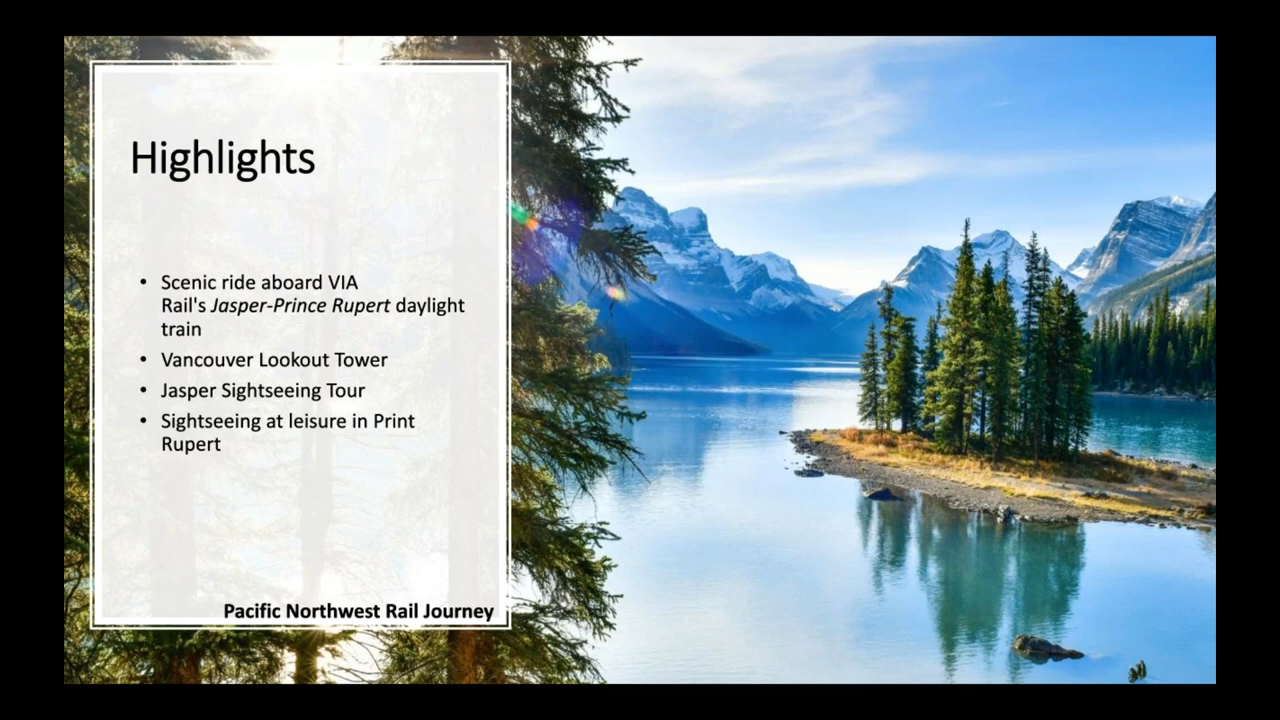 Highlights
• Scenic ride aboard VIA
Rail's Jasper-Prince Rupert daylight
train
• Vancouver Lookout Tower
• Jasper Sightseeing Tour
• Sightseeing at leisure in Print
Rupert
Pacific Northwest Rail Journey